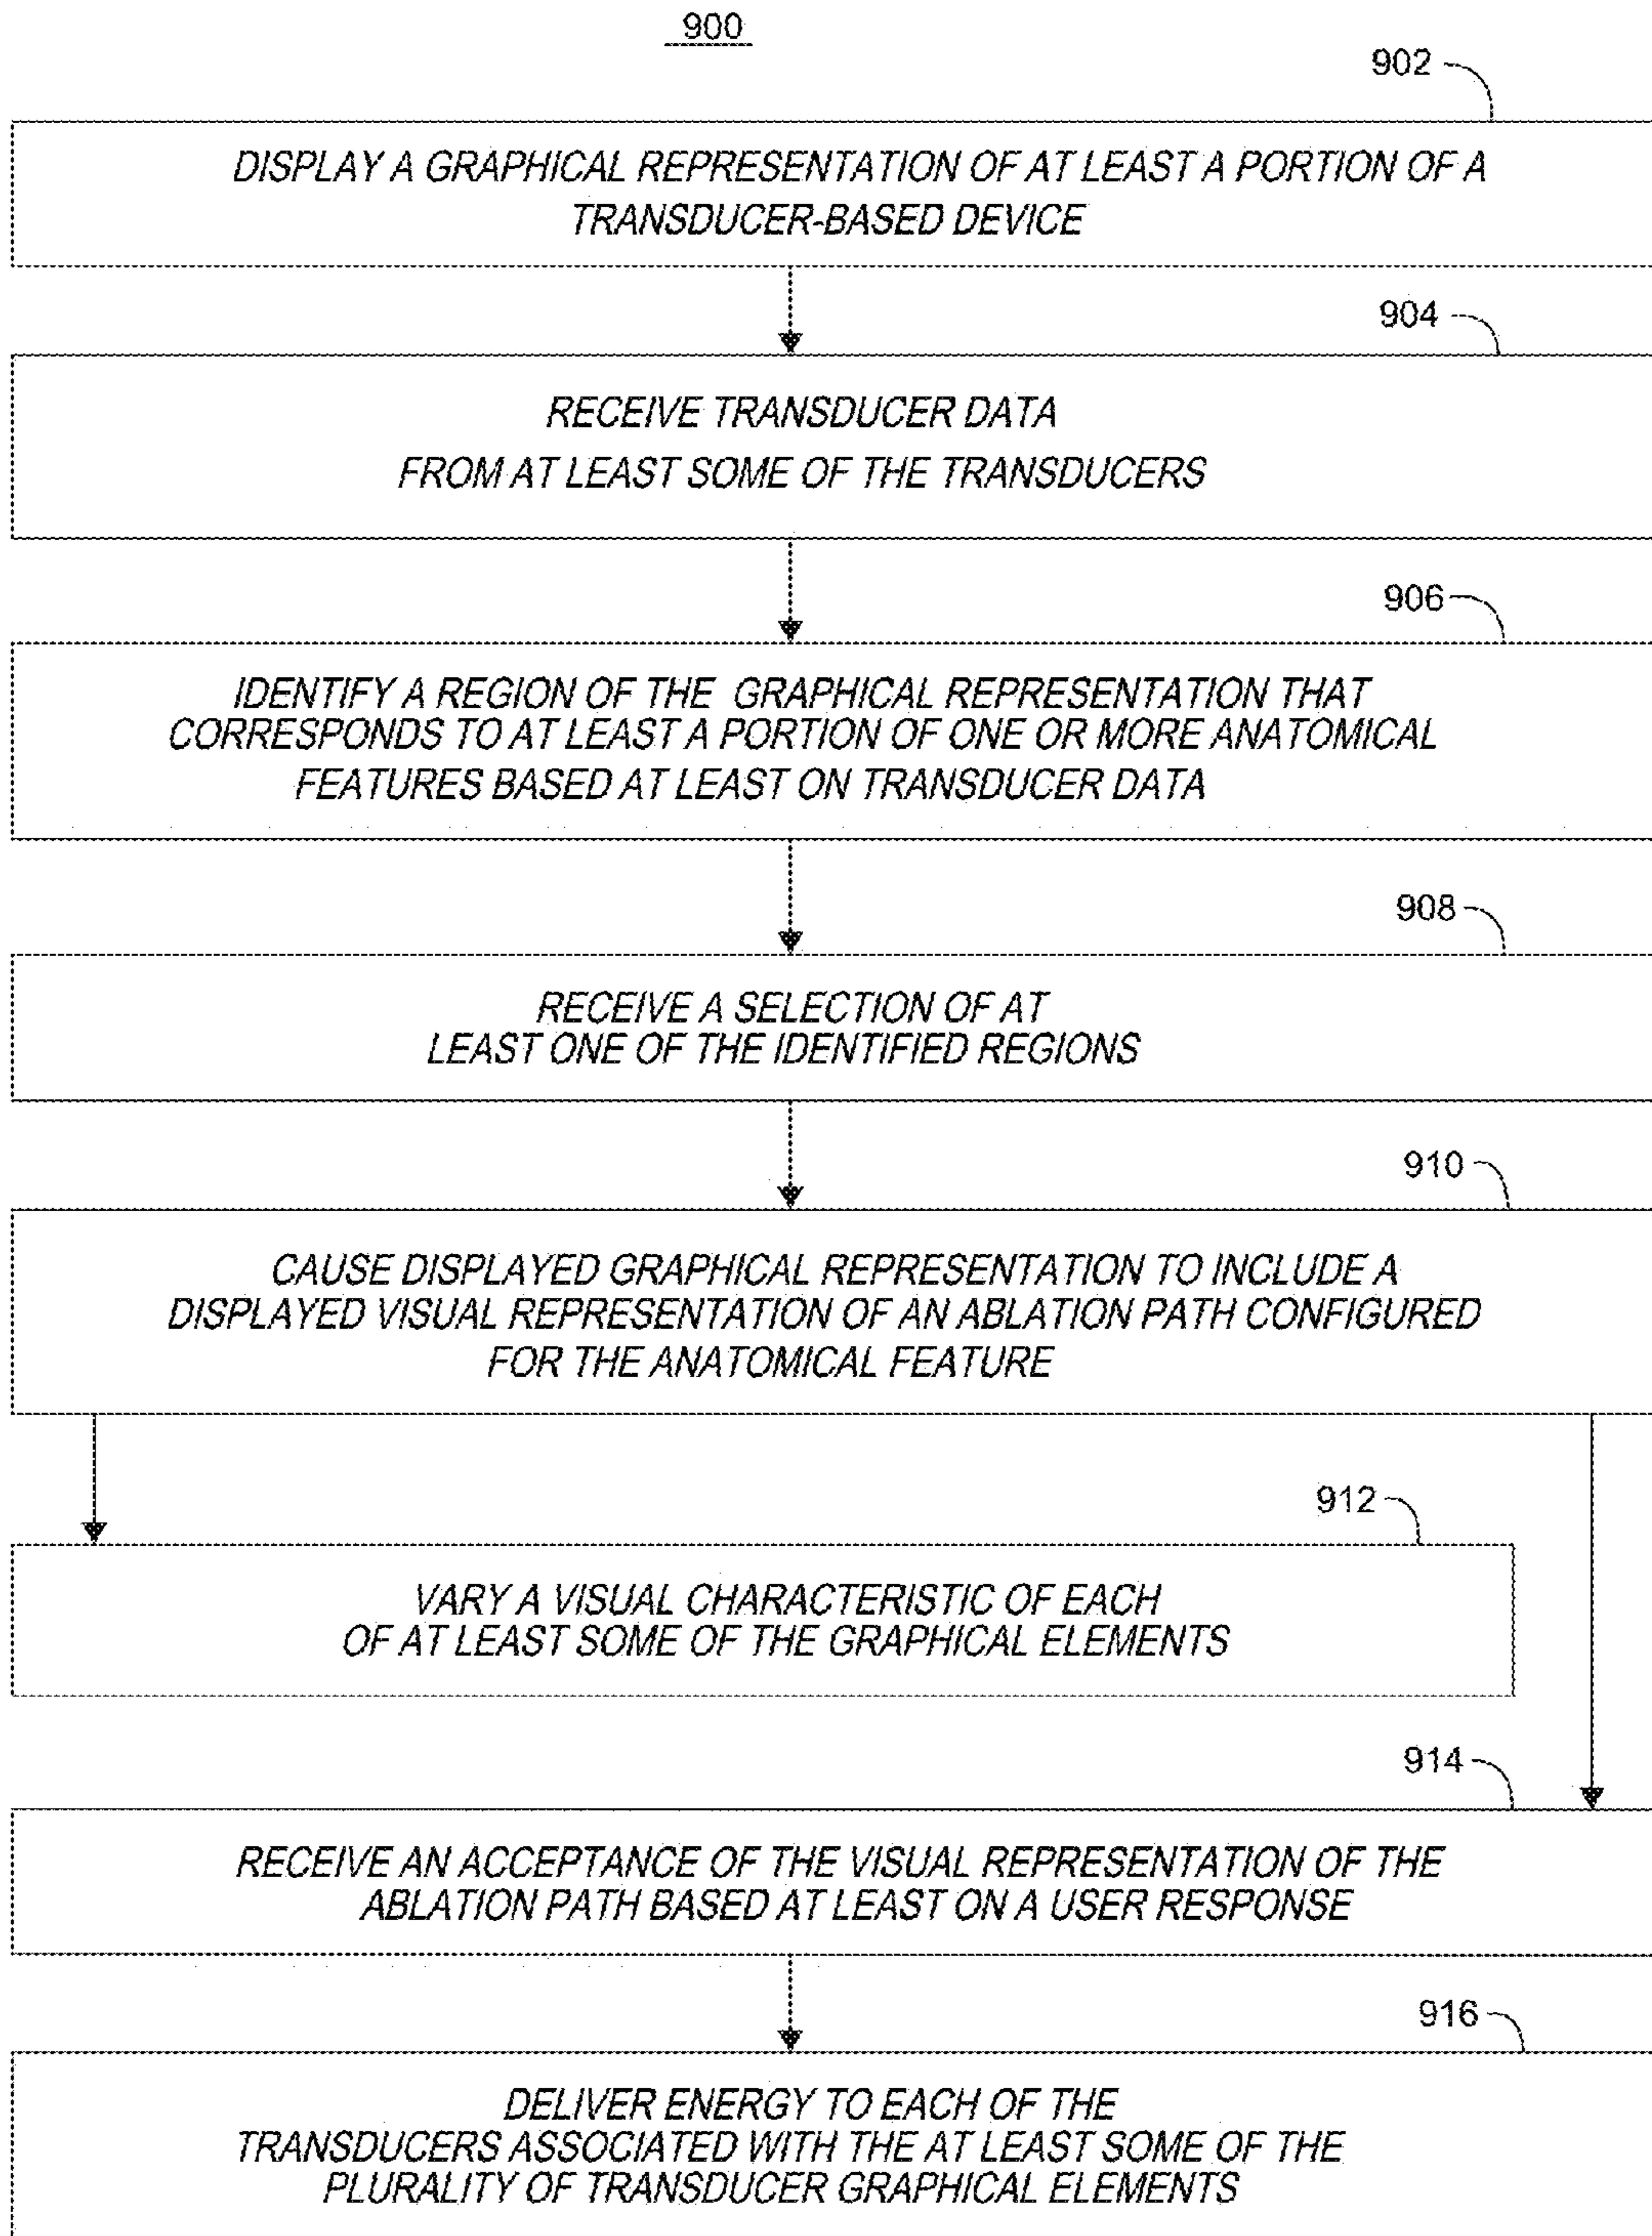 900
902
DISPLAY A GRAPHICAL REPRESENTATION OF AT LEAST A PORTION OF A
TRANSDUCER-BASED DEVICE
904
RECEIVE TRANSDUCER DATA
FROM AT LEAST SOME OF THE TRANSDUCERS
906
IDENTIFY A REGION OF THE GRAPHICAL REPRESENTATION THAT
CORRESPONDS TO AT LEAST A PORTION OF ONE OR MORE ANATOMICAL
FEATURES BASED AT LEAST ON TRANSDUCER DATA
908
RECEIVE A SELECTION OF AT
LEAST ONE OF THE IDENTIFIED REGIONS
910
CAUSE DISPLAYED GRAPHICAL REPRESENTATION TO INCLUDE A
DISPLAYED VISUAL REPRESENTATION OF AN ABLATION PATH CONFIGURED
FOR THE ANATOMICAL FEATURE
912
VARY A VISUAL CHARACTERISTIC OF EACH
OF AT LEAST SOME OF THE GRAPHICAL ELEMENTS
914
RECEIVE AN ACCEPTANCE OF THE VISUAL REPRESENTATION OF THE
ABLATION PATH BASED AT LEAST ON A USER RESPONSE
916
DELIVER ENERGY TO EACH OF THE
TRANSDUCERS ASSOCIATED WITH THE AT LEAST SOME OF THE
PLURALITY OF TRANSDUCER GRAPHICAL ELEMENTS